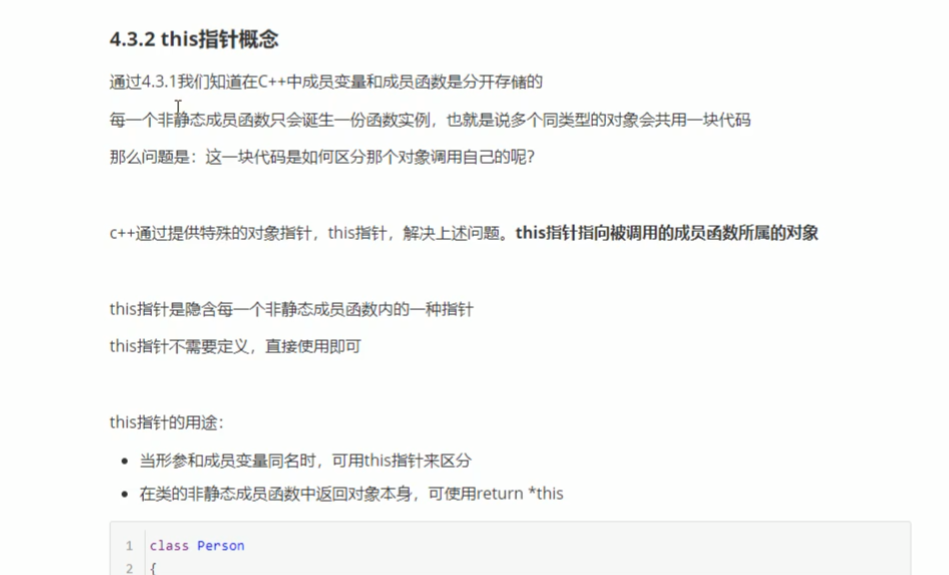 4.3.2 this指针概念
通过4.3.1我们知道在C++中成员变量和成员函数是分开存储的
每一个非静态成员函数只会诞生一份函数实例，也就是说多个同类型的对象会共用一块代码
那么问题是：这一块代码是如何区分那个对象调用自己的呢？
c++通过提供特殊的对象指针，this指针，解决上述问题。this指针指向被调用的成员函数所属的对象
this指针是隐含每一个非静态成员函数内的一种指针
this指针不需要定义，直接使用即可
this指针的用途：
• 当形参和成员变量同名时，可用this指针来区分
• 在类的非静态成员函数中返回对象本身，可使用return *this
1 class Person
2 {